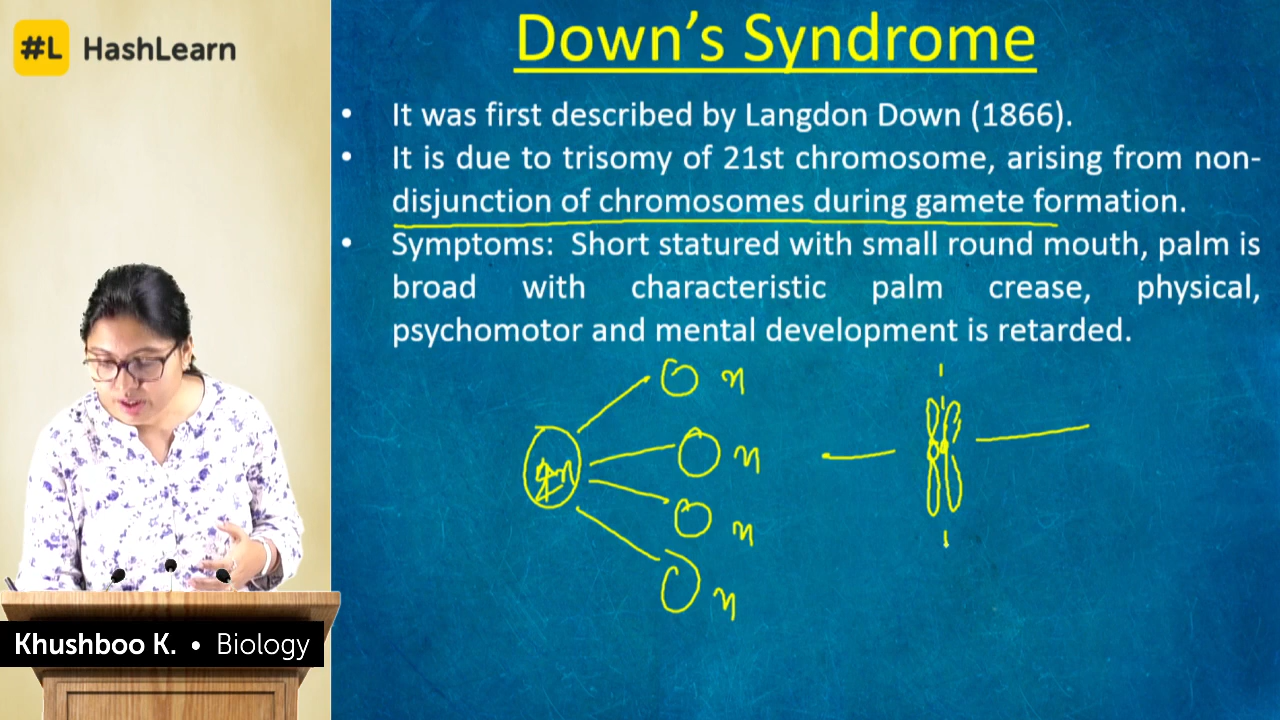 #L HashLearn
Down's Syndrome
• It was first described by Langdon Down (1866).
• It is due to trisomy of 21st chromosome, arising from non-
disjunction of chromosomes during gamete formation.
• Symptoms: Short statured with small round mouth, palm is
broad with characteristic palm crease, physical,
psychomotor and mental development is retarded.
n
n
n
n
Khushboo K. • Biology